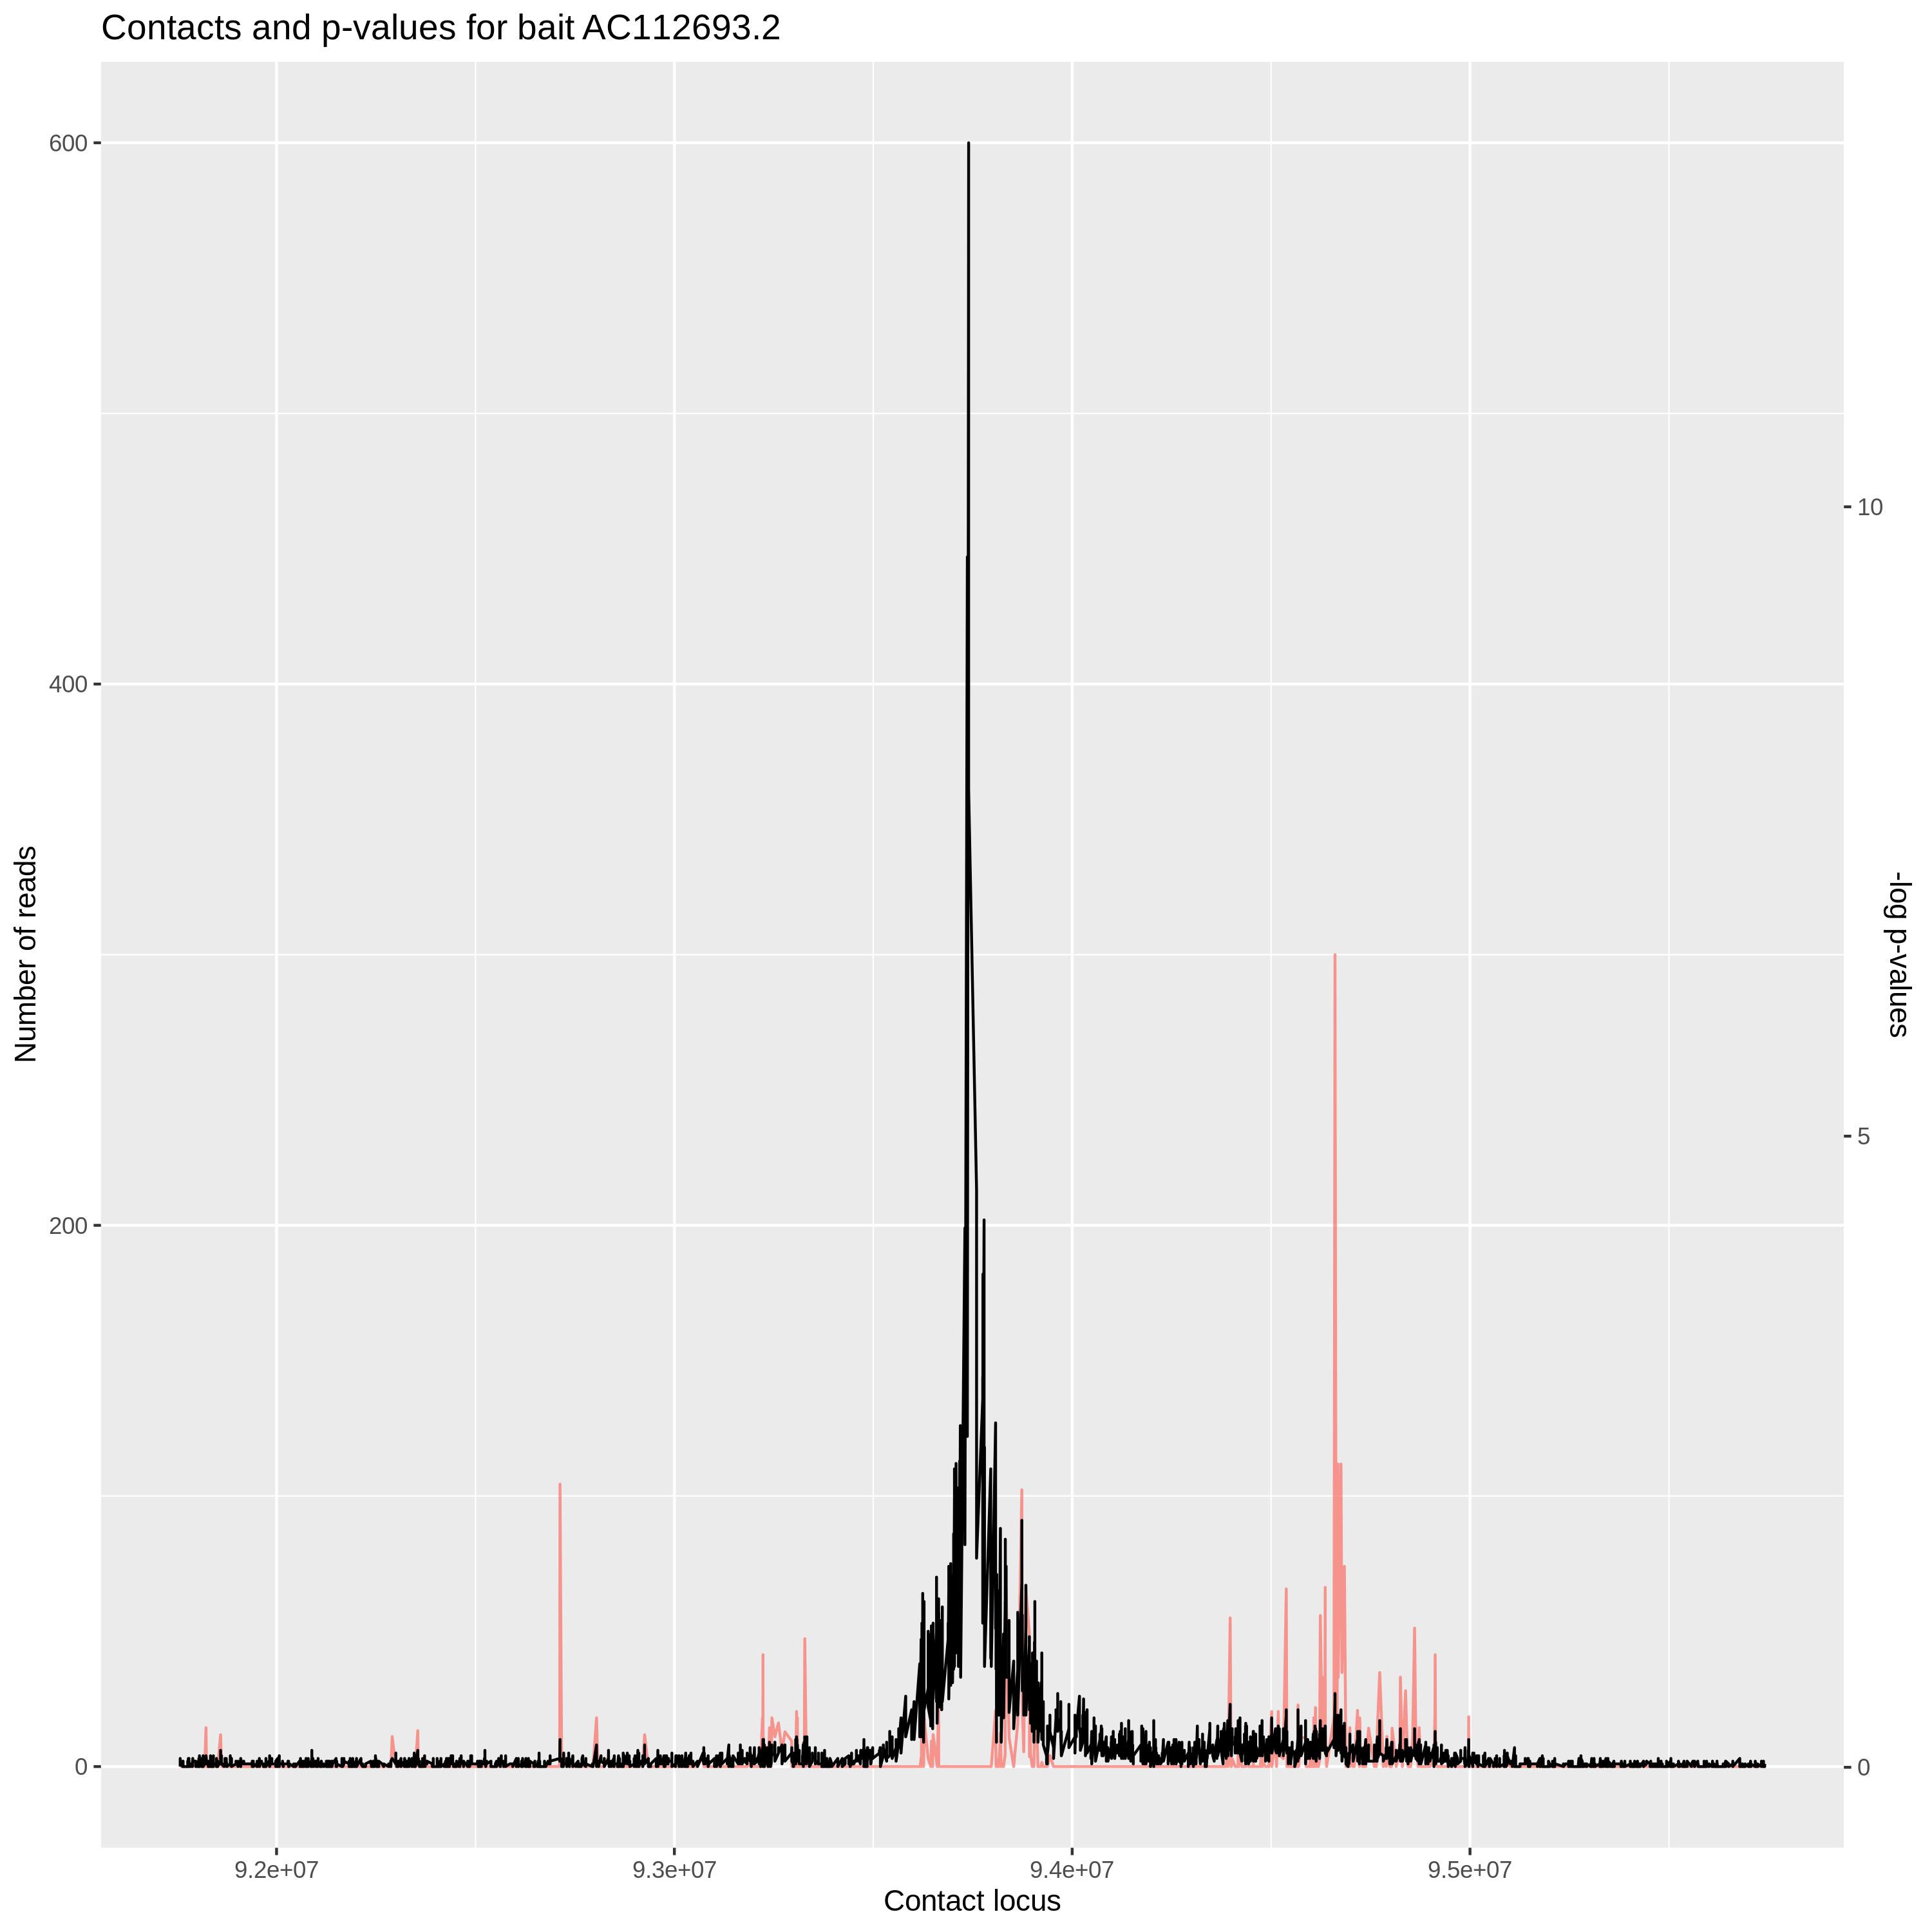 Contacts and p-values for bait AC112693.2
600
400
200
0
Number of reads
10
5
0
-log p-values
9.2e+07
9.3e+07
9.4e+07
9.5e+07
Contact locus